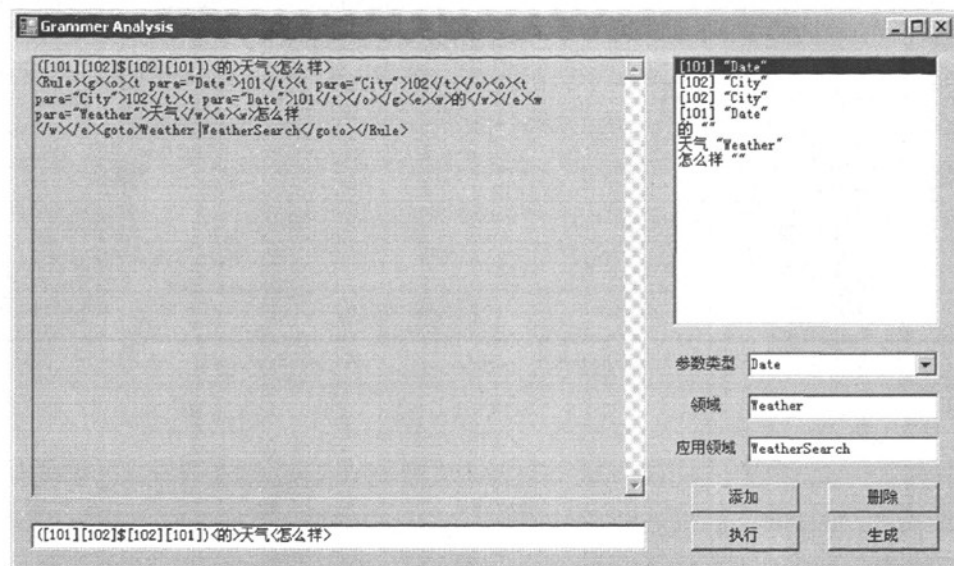 Grammer Analysis
([101][102]$[102][101])<的>天气<怎么样>
<Rule><g><o><t para="Date">101</t><t para="City">102</t></o><o><t
para="City">102</t><t para="Date">101</t></o></g><e><w>的</w></e><w
para="Weather">天气</w><e><w>怎么样
</w></e><goto>Weather|WeatherSearch</goto></Rule>
[101] "Date"
[102] "City"
[102] "City"
[101] "Date"
的 ""
天气 "Weather"
怎么样 ""
参数类型 Date
领域 Weather
应用领域 WeatherSearch
添加 删除
执行 生成
([101][102]$[102][101])<的>天气<怎么样>